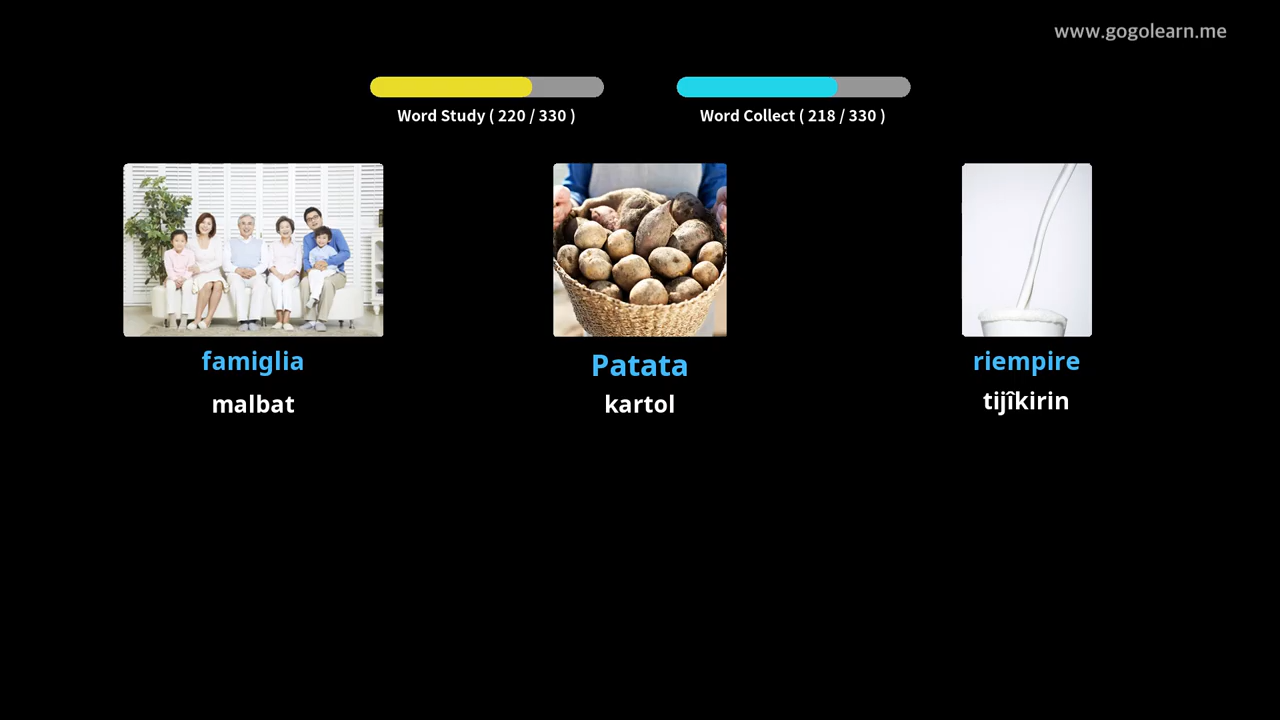 www.gogolearn.me
Word Study ( 220 / 330 )
Word Collect ( 218 / 330 )
famiglia
malbat
Patata
kartol
riempire
tijîkirin